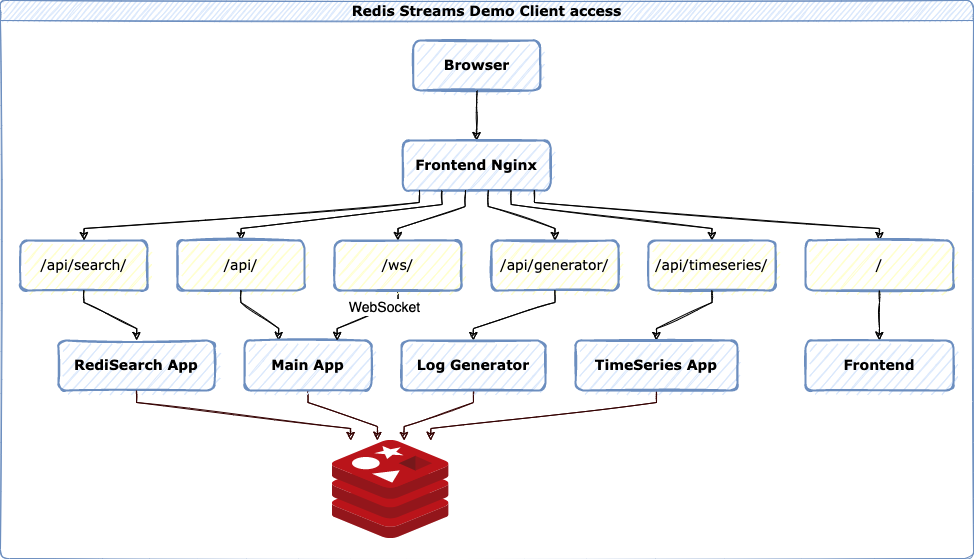 Redis Streams Demo Client access
Browser
Frontend Nginx
/api/search/
/api/
/ws/
/api/generator/
/api/timeseries/
/
WebSocket
RediSearch App
Main App
Log Generator
TimeSeries App
Frontend